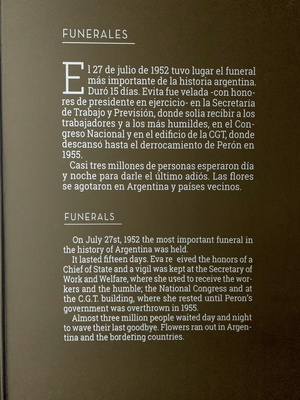 FUNERALES
El 27 de julio de 1952 tuvo lugar el funeral
más importante de la historia argentina.
Duró 15 días. Evita fue velada -con hono-
res de presidente en ejercicio- en la Secretaría
de Trabajo y Previsión, donde solía recibir a los
trabajadores y a los más humildes, en el Con-
greso Nacional y en el edificio de la CGT, donde
descansó hasta el derrocamiento de Perón en
1955.
Casi tres millones de personas esperaron día
y noche para darle el último adiós. Las flores
se agotaron en Argentina y países vecinos.
FUNERALS
On July 27st, 1952 the most important funeral in
the history of Argentina was held.
It lasted fifteen days. Eva re eived the honors of a
Chief of State and a vigil was kept at the Secretary of
Work and Welfare, where she used to receive the wor-
kers and the humble; the National Congress and at
the C.G.T. building, where she rested until Peron's
government was overthrown in 1955.
Almost three million people waited day and night
to wave their last goodbye. Flowers ran out in Argen-
tina and the bordering countries.